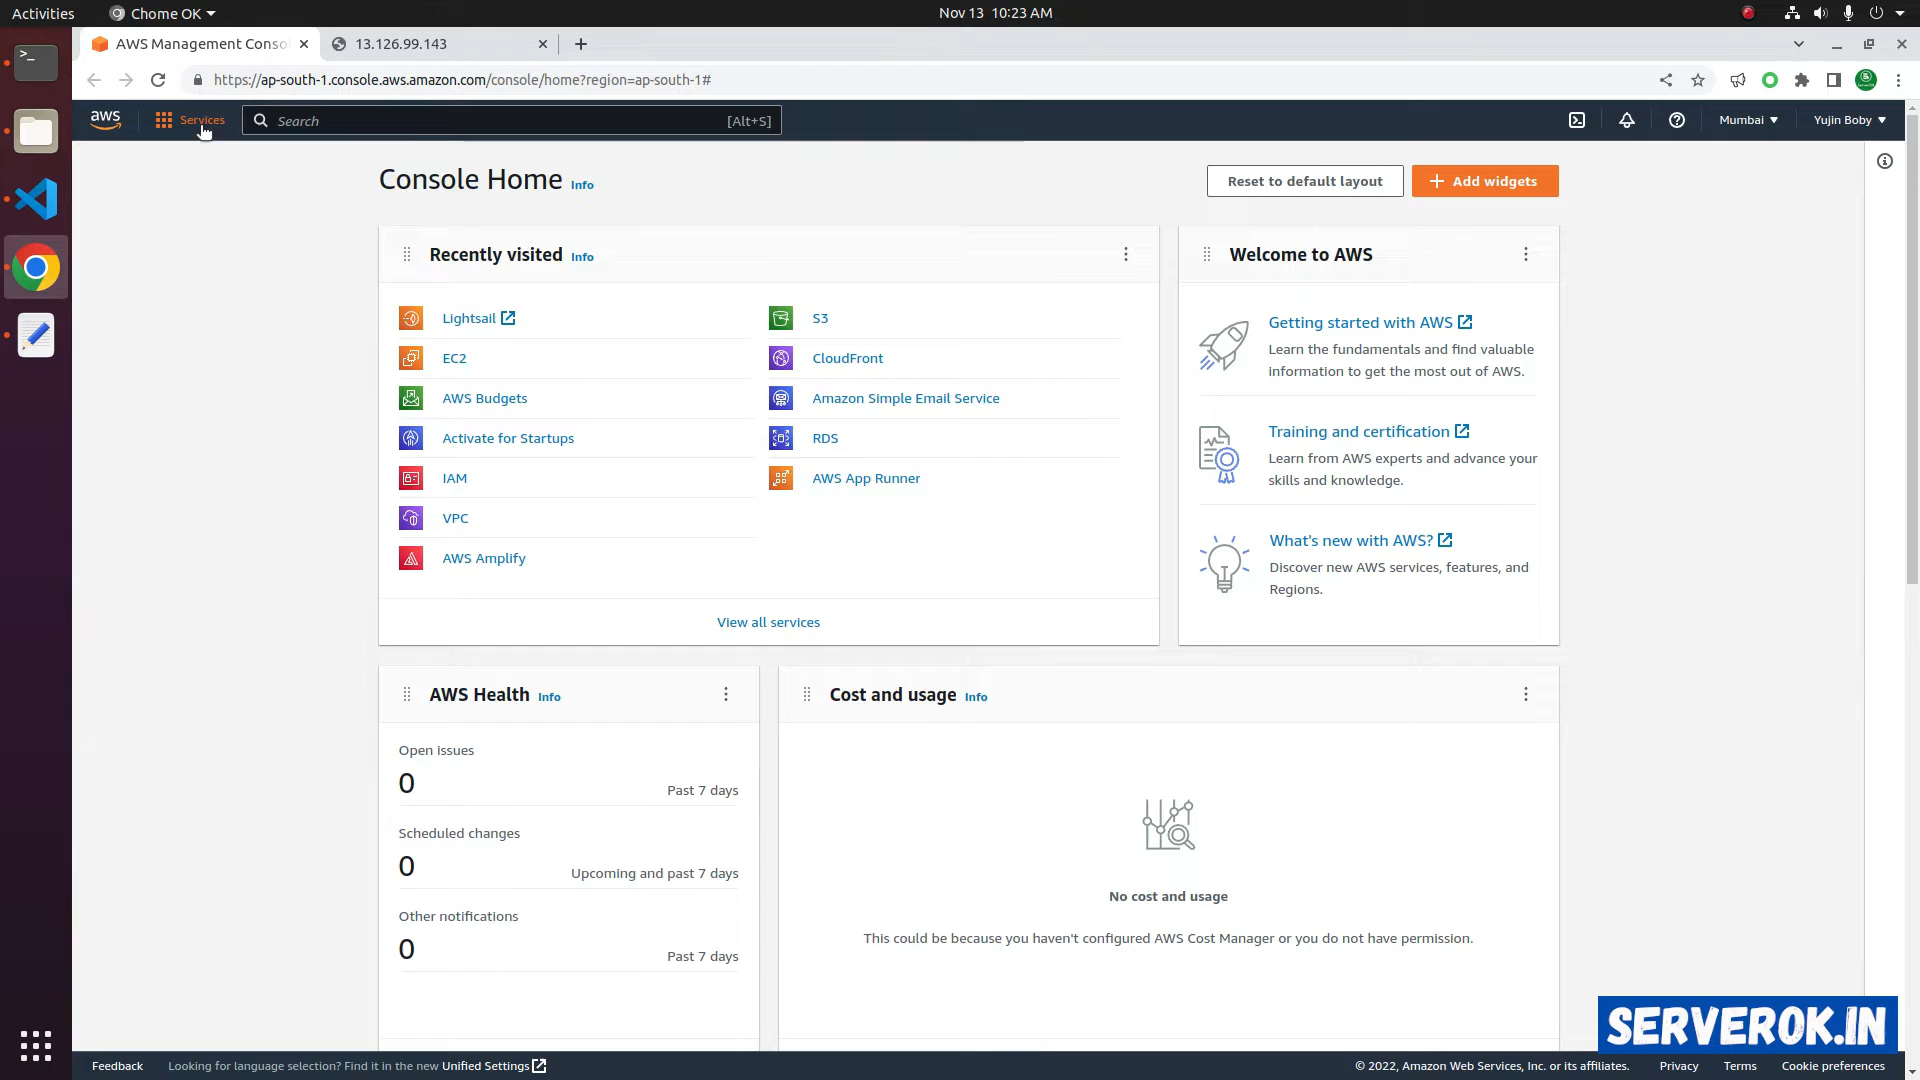 Activities
Chome OK
Nov 13 10:23 AM
AWS Management Conso
13.126.99.143
https://ap-south-1.console.aws.amazon.com/console/home?region=ap-south-1#
aws
Services
Search
[Alt+S]
Mumbai
Yujin Boby
Console Home Info
Reset to default layout
Add widgets
Recently visited Info
Lightsail
EC2
AWS Budgets
Activate for Startups
IAM
VPC
AWS Amplify
S3
CloudFront
Amazon Simple Email Service
RDS
AWS App Runner
View all services
Welcome to AWS
Getting started with AWS
Learn the fundamentals and find valuable
information to get the most out of AWS.
Training and certification
Learn from AWS experts and advance your
skills and knowledge.
What's new with AWS?
Discover new AWS services, features, and
Regions.
AWS Health Info
Open issues
0
Past 7 days
Scheduled changes
0
Upcoming and past 7 days
Other notifications
0
Past 7 days
Cost and usage Info
No cost and usage
This could be because you haven't configured AWS Cost Manager or you do not have permission.
SERVEROK.IN
Feedback
Looking for language selection? Find it in the new Unified Settings
© 2022, Amazon Web Services, Inc. or its affiliates.
Privacy
Terms
Cookie preferences